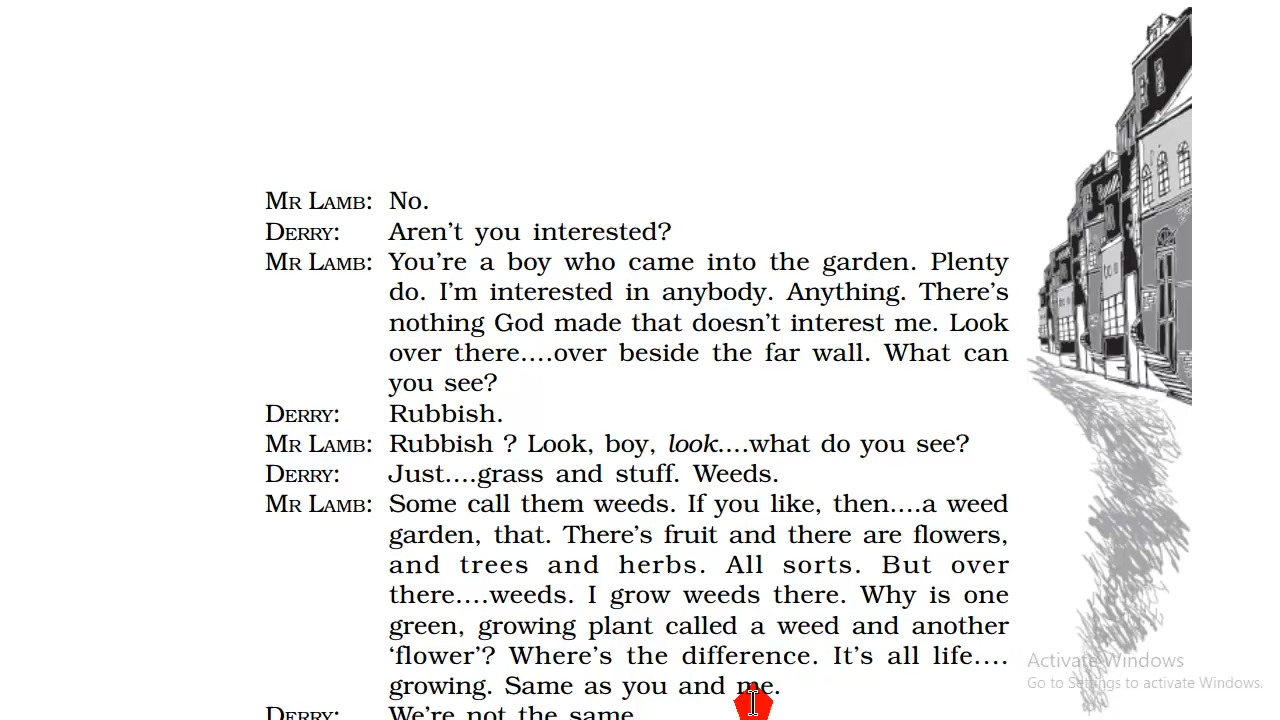 MR LAMB: No.
DERRY: Aren't you interested?
MR LAMB: You're a boy who came into the garden. Plenty
do. I'm interested in anybody. Anything. There's
nothing God made that doesn't interest me. Look
over there....over beside the far wall. What can
you see?
DERRY: Rubbish.
MR LAMB: Rubbish ? Look, boy, look....what do you see?
DERRY: Just....grass and stuff. Weeds.
MR LAMB: Some call them weeds. If you like, then....a weed
garden, that. There's fruit and there are flowers,
and trees and herbs. All sorts. But over
there....weeds. I grow weeds there. Why is one
green, growing plant called a weed and another
‘flower’? Where's the difference. It's all life....
growing. Same as you and me.
DERRY: We're not the same.
Activate Windows
Go to Settings to activate Windows.